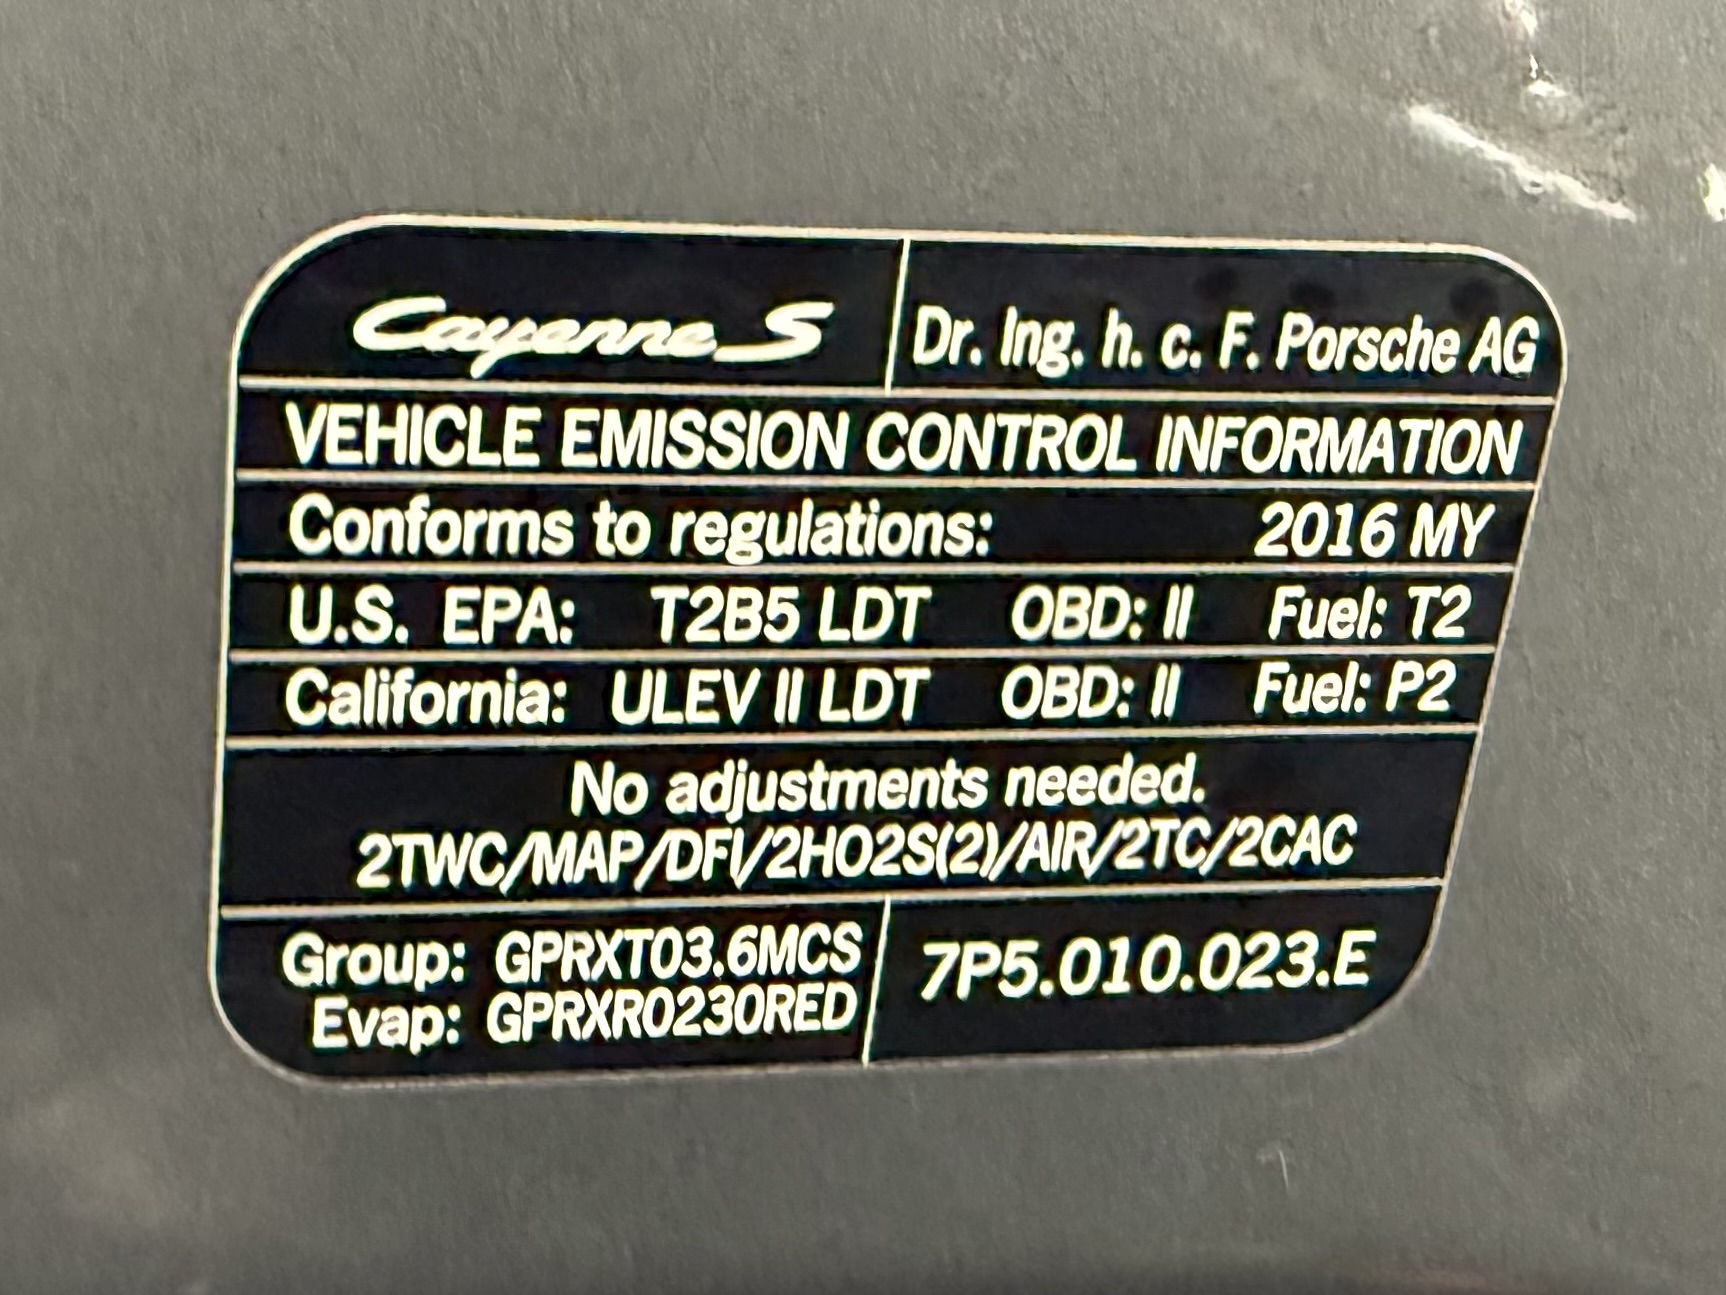 Cayenne S
Dr. Ing. h. c. F. Porsche AG
VEHICLE EMISSION CONTROL INFORMATION
Conforms to regulations: 2016 MY
U.S. EPA: T2B5 LDT OBD: II Fuel: T2
California: ULEV II LDT OBD: II Fuel: P2
No adjustments needed.
2TWC/MAP/DFI/2HO2S(2)/AIR/2TC/2CAC
Group: GPRXT03.6MCS
Evap: GPRXR0230RED
7P5.010.023.E